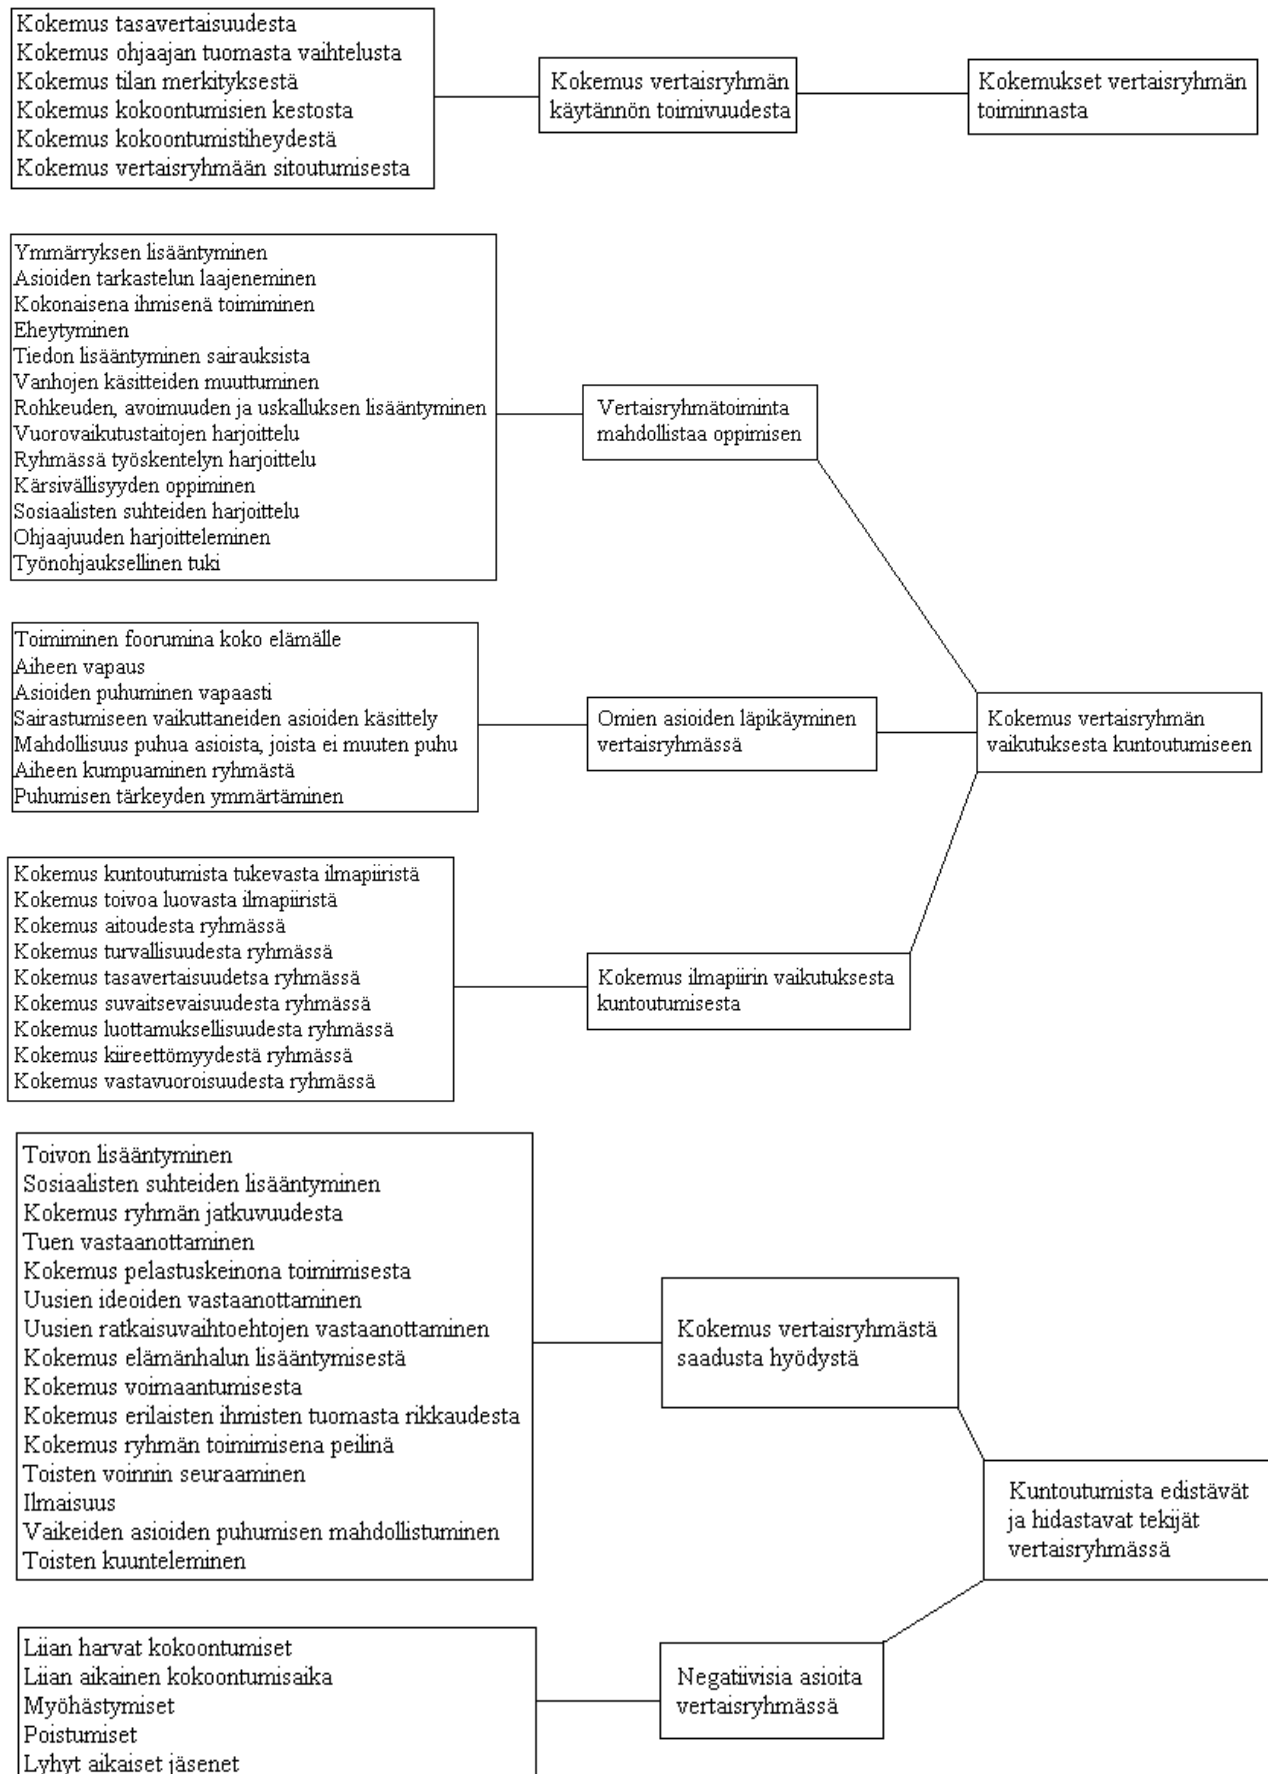 Kokemus tasavertaisuudesta
Kokemus ohjaajan tuomasta vaihtelusta
Kokemus tilan merkityksestä
Kokemus kokoontumisien kestosta
Kokemus kokoontumistiheydestä
Kokemus vertaisryhmään sitoutumisesta
Kokemus vertaisryhmän
käytännön toimivuudesta
Kokemukset vertaisryhmän
toiminnasta
Ymmärryksen lisääntyminen
Asioiden tarkastelun laajeneminen
Kokonaisena ihmisenä toimiminen
Eheytyminen
Tiedon lisääntyminen sairauksista
Vanhojen käsitteiden muuttuminen
Rohkeuden, avoimuuden ja uskalluksen lisääntyminen
Vuorovaikutustaitojen harjoittelu
Ryhmässä työskentelyn harjoittelu
Kärsivällisyyden oppiminen
Sosiaalisten suhteiden harjoittelu
Ohjaajuuden harjoitteleminen
Työnohjauksellinen tuki
Vertaisryhmätoiminta
mahdollistaa oppimisen
Toimiminen foorumina koko elämälle
Aiheen vapaus
Asioiden puhuminen vapaasti
Sairastumiseen vaikuttaneiden asioiden käsittely
Mahdollisuus puhua asioista, joista ei muuten puhu
Aiheen kumpuaminen ryhmästä
Puhumisen tärkeyden ymmärtäminen
Omien asioiden läpikäyminen
vertaisryhmässä
Kokemus vertaisryhmän
vaikutuksesta kuntoutumiseen
Kokemus kuntoutumista tukevasta ilmapiiristä
Kokemus toivoa luovasta ilmapiiristä
Kokemus aitoudesta ryhmässä
Kokemus turvallisuudesta ryhmässä
Kokemus tasavertaisuudetsa ryhmässä
Kokemus suvaitsevaisuudesta ryhmässä
Kokemus luottamuksellisuudesta ryhmässä
Kokemus kiireettömyydestä ryhmässä
Kokemus vastavuoroisuudesta ryhmässä
Kokemus ilmapiirin vaikutuksesta
kuntoutumisesta
Toivon lisääntyminen
Sosiaalisten suhteiden lisääntyminen
Kokemus ryhmän jatkuvuudesta
Tuen vastaanottaminen
Kokemus pelastuskeinona toimimisesta
Uusien ideoiden vastaanottaminen
Uusien ratkaisuvaihtoehtojen vastaanottaminen
Kokemus elämänhalun lisääntymisestä
Kokemus voimaantumisesta
Kokemus erilaisten ihmisten tuomasta rikkaudesta
Kokemus ryhmän toimimisena peilinä
Toisten voinnin seuraaminen
Ilmaisuus
Vaikeiden asioiden puhumisen mahdollistuminen
Toisten kuunteleminen
Kokemus vertaisryhmästä
saadusta hyödystä
Kuntoutumista edistävät
ja hidastavat tekijät
vertaisryhmässä
Liian harvat kokoontumiset
Liian aikainen kokoontumisaika
Myöhästymiset
Poistumiset
Lyhyt aikaiset jäsenet
Negatiivisia asioita
vertaisryhmässä